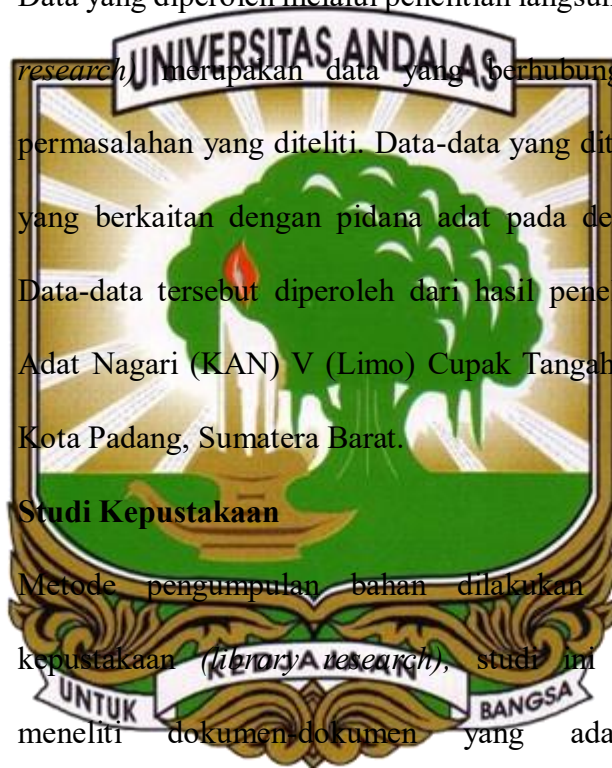 Data yang diperoleh melalui penelitian langsun
UNIVERSITAS ANDALAS
research) merupakan data yang berhubung
permasalahan yang diteliti. Data-data yang dit
yang berkaitan dengan pidana adat pada de
Data-data tersebut diperoleh dari hasil pene
Adat Nagari (KAN) V (Limo) Cupak Tangah
Kota Padang, Sumatera Barat.
Studi Kepustakaan
Metode pengumpulan bahan dilakukan
kepustakaan (library research), studi ini
KEDJAJAAN
UNTUK
BANGSA
meneliti dokumen-dokumen yang ada